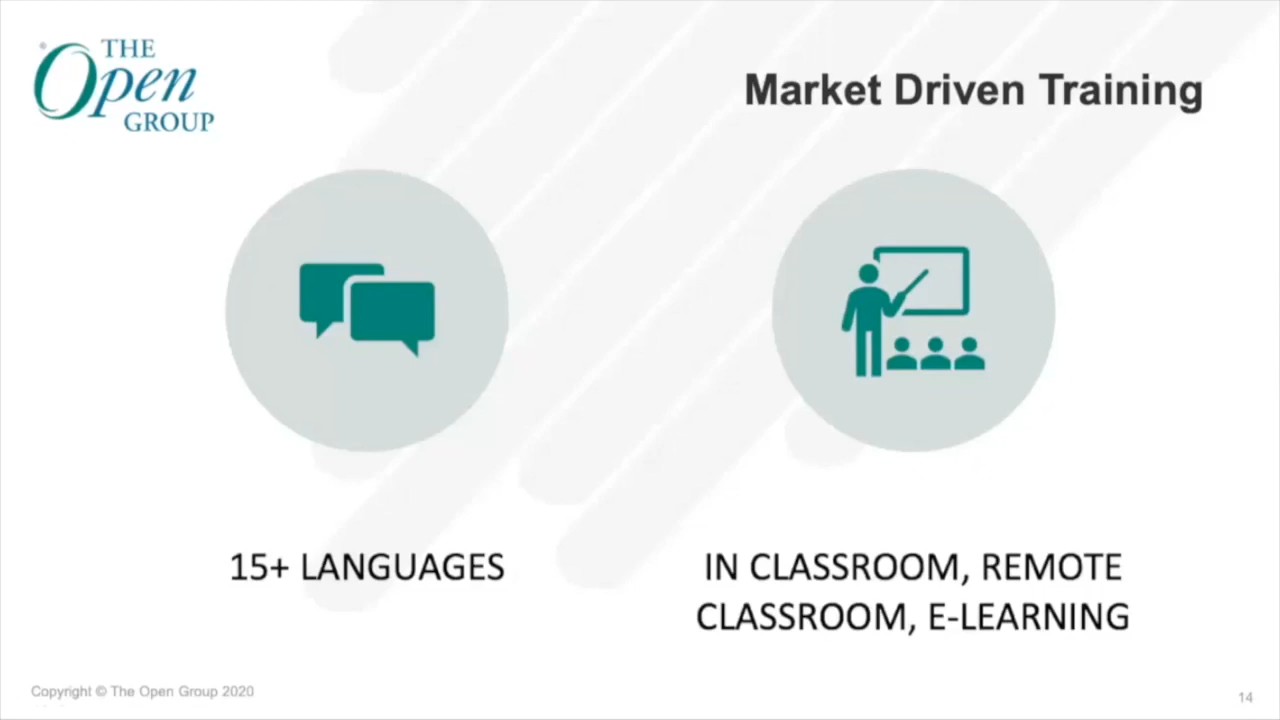 THE
Open
GROUP
Market Driven Training
15+ LANGUAGES
IN CLASSROOM, REMOTE
CLASSROOM, E-LEARNING
Copyright © The Open Group 2020
14